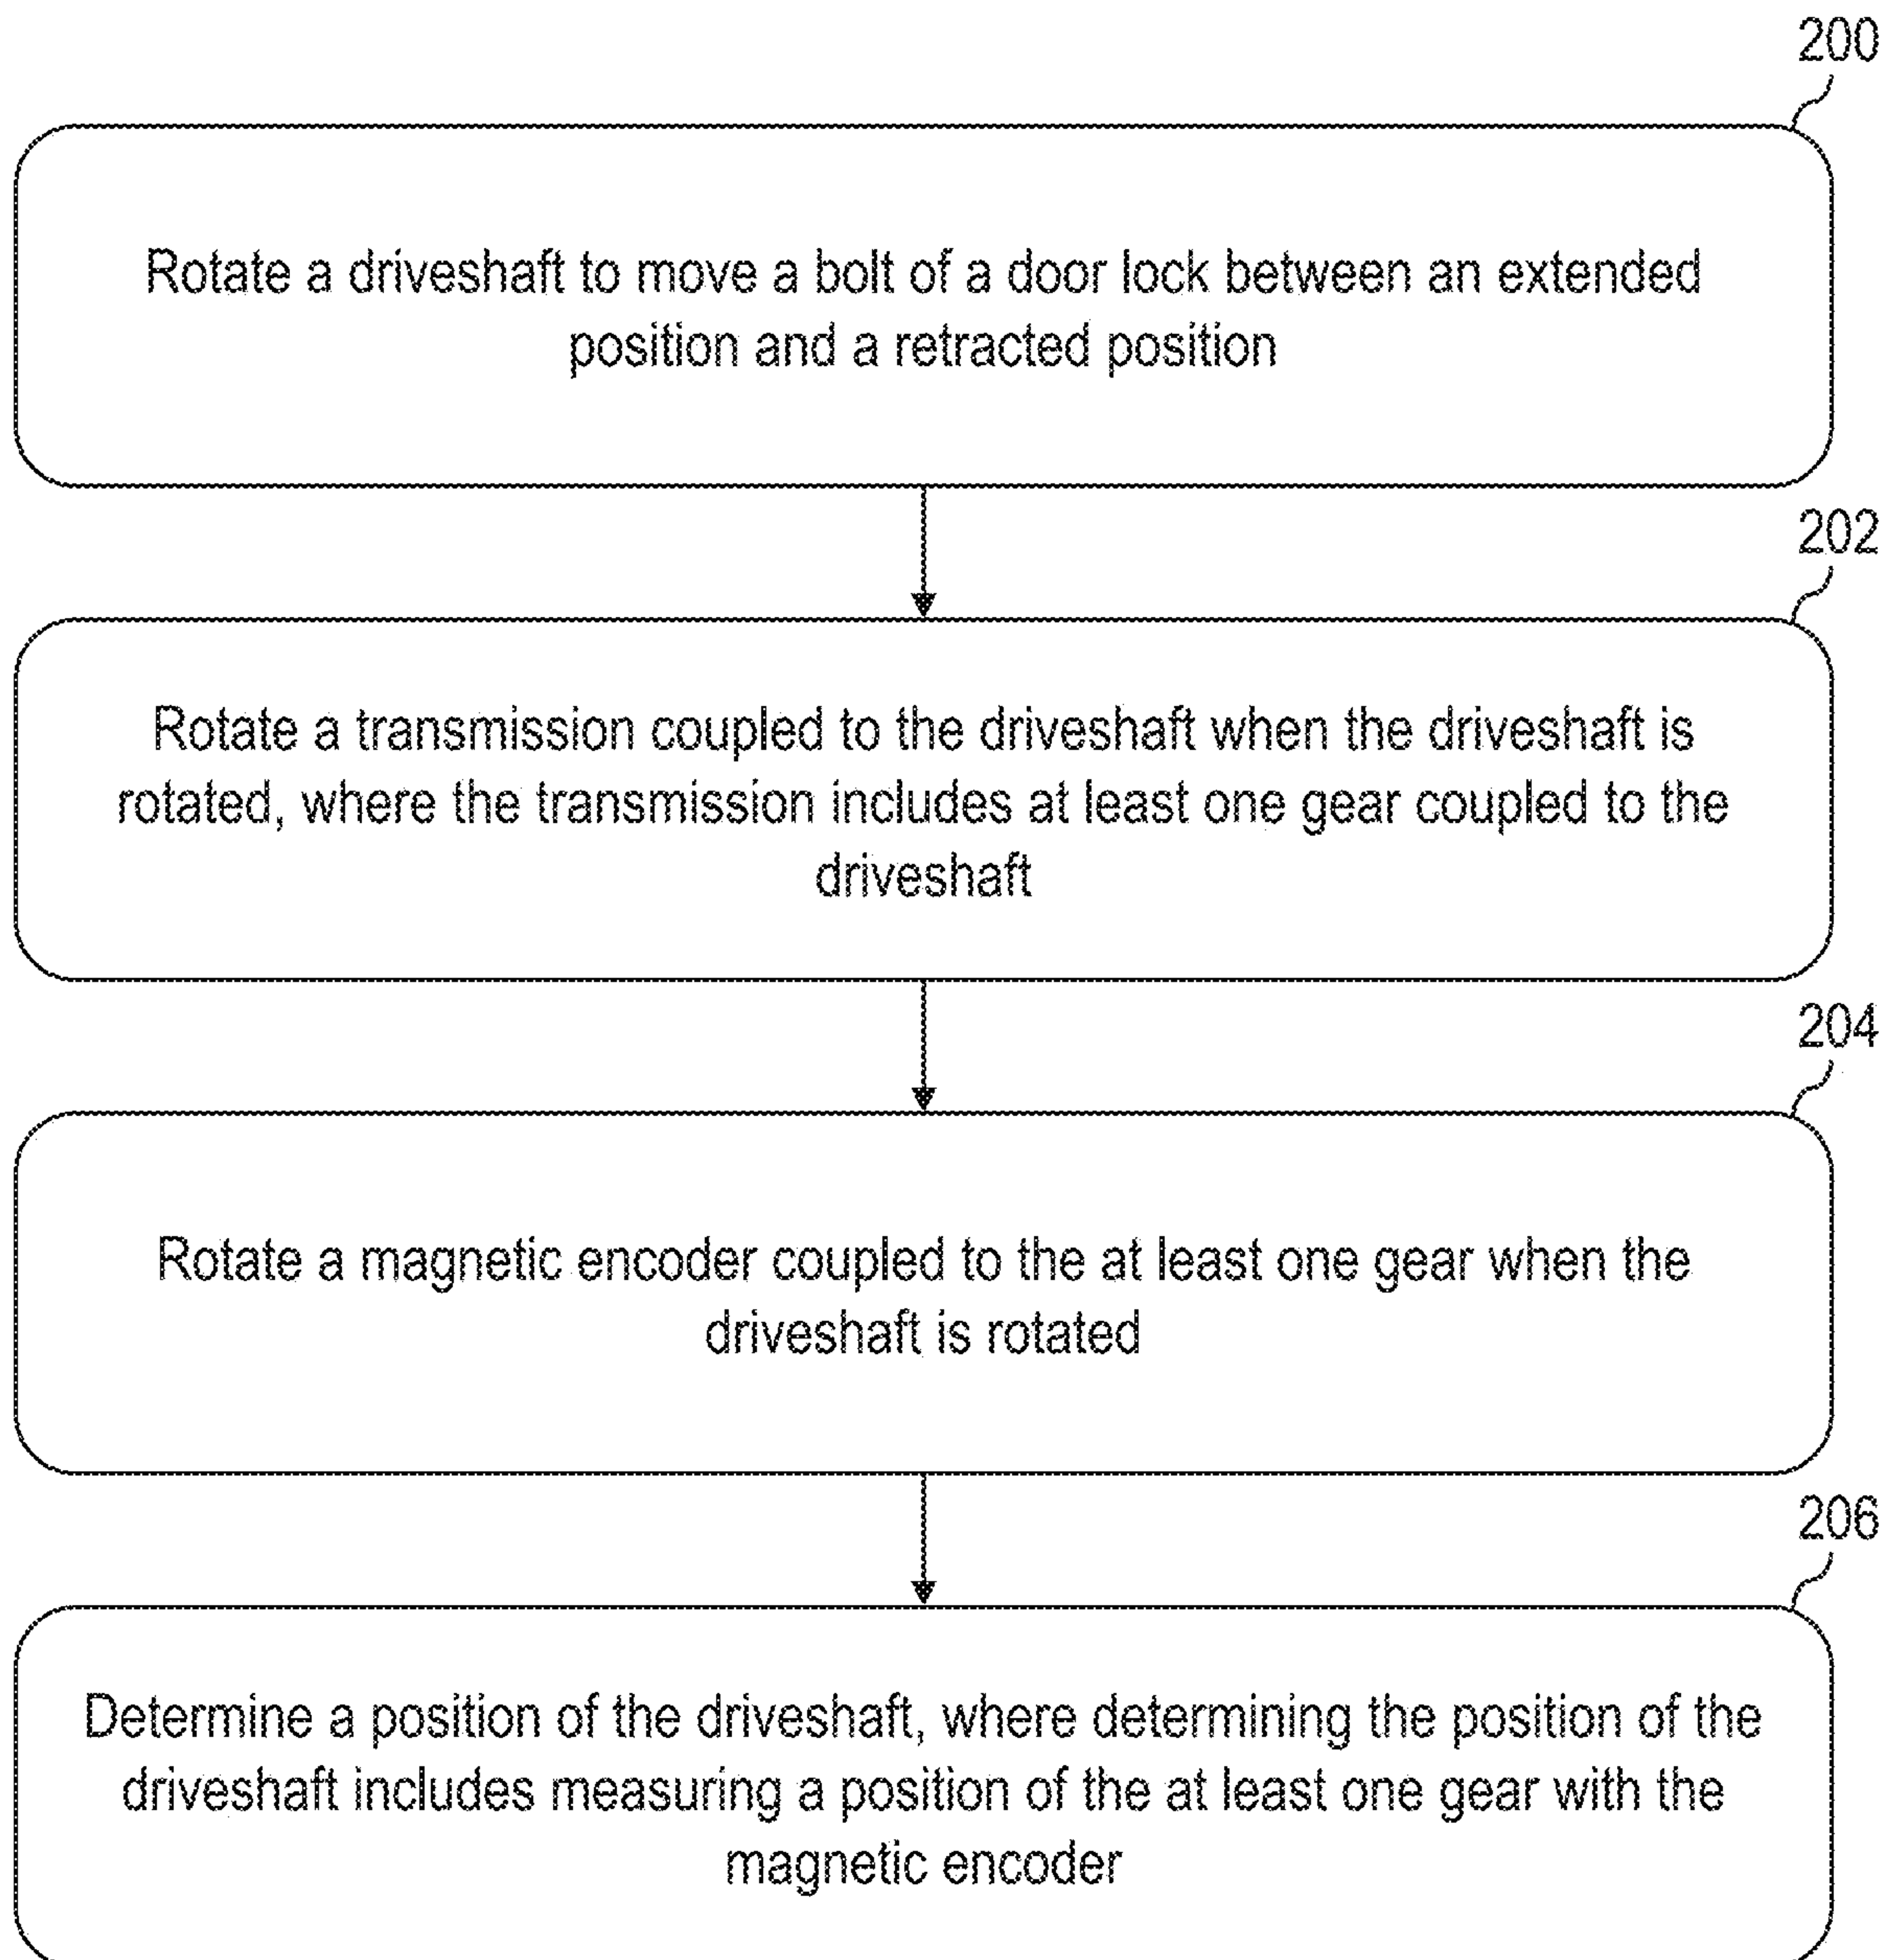 200
Rotate a driveshaft to move a bolt of a door lock between an extended
position and a retracted position
202
Rotate a transmission coupled to the driveshaft when the driveshaft is
rotated, where the transmission includes at least one gear coupled to the
driveshaft
204
Rotate a magnetic encoder coupled to the at least one gear when the
driveshaft is rotated
206
Determine a position of the driveshaft, where determining the position of the
driveshaft includes measuring a position of the at least one gear with the
magnetic encoder